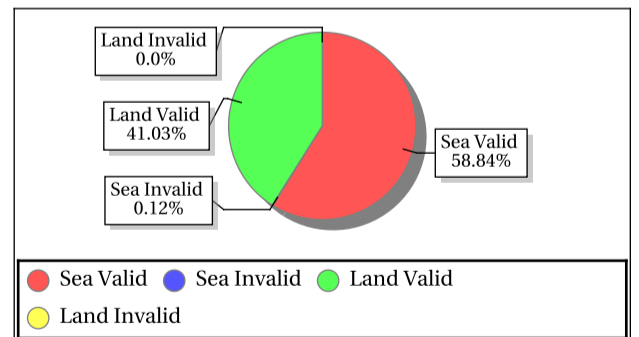 Land Invalid
0.0%
Land Valid
41.03%
Sea Valid
58.84%
Sea Invalid
0.12%
Sea Valid Sea Invalid Land Valid
Land Invalid